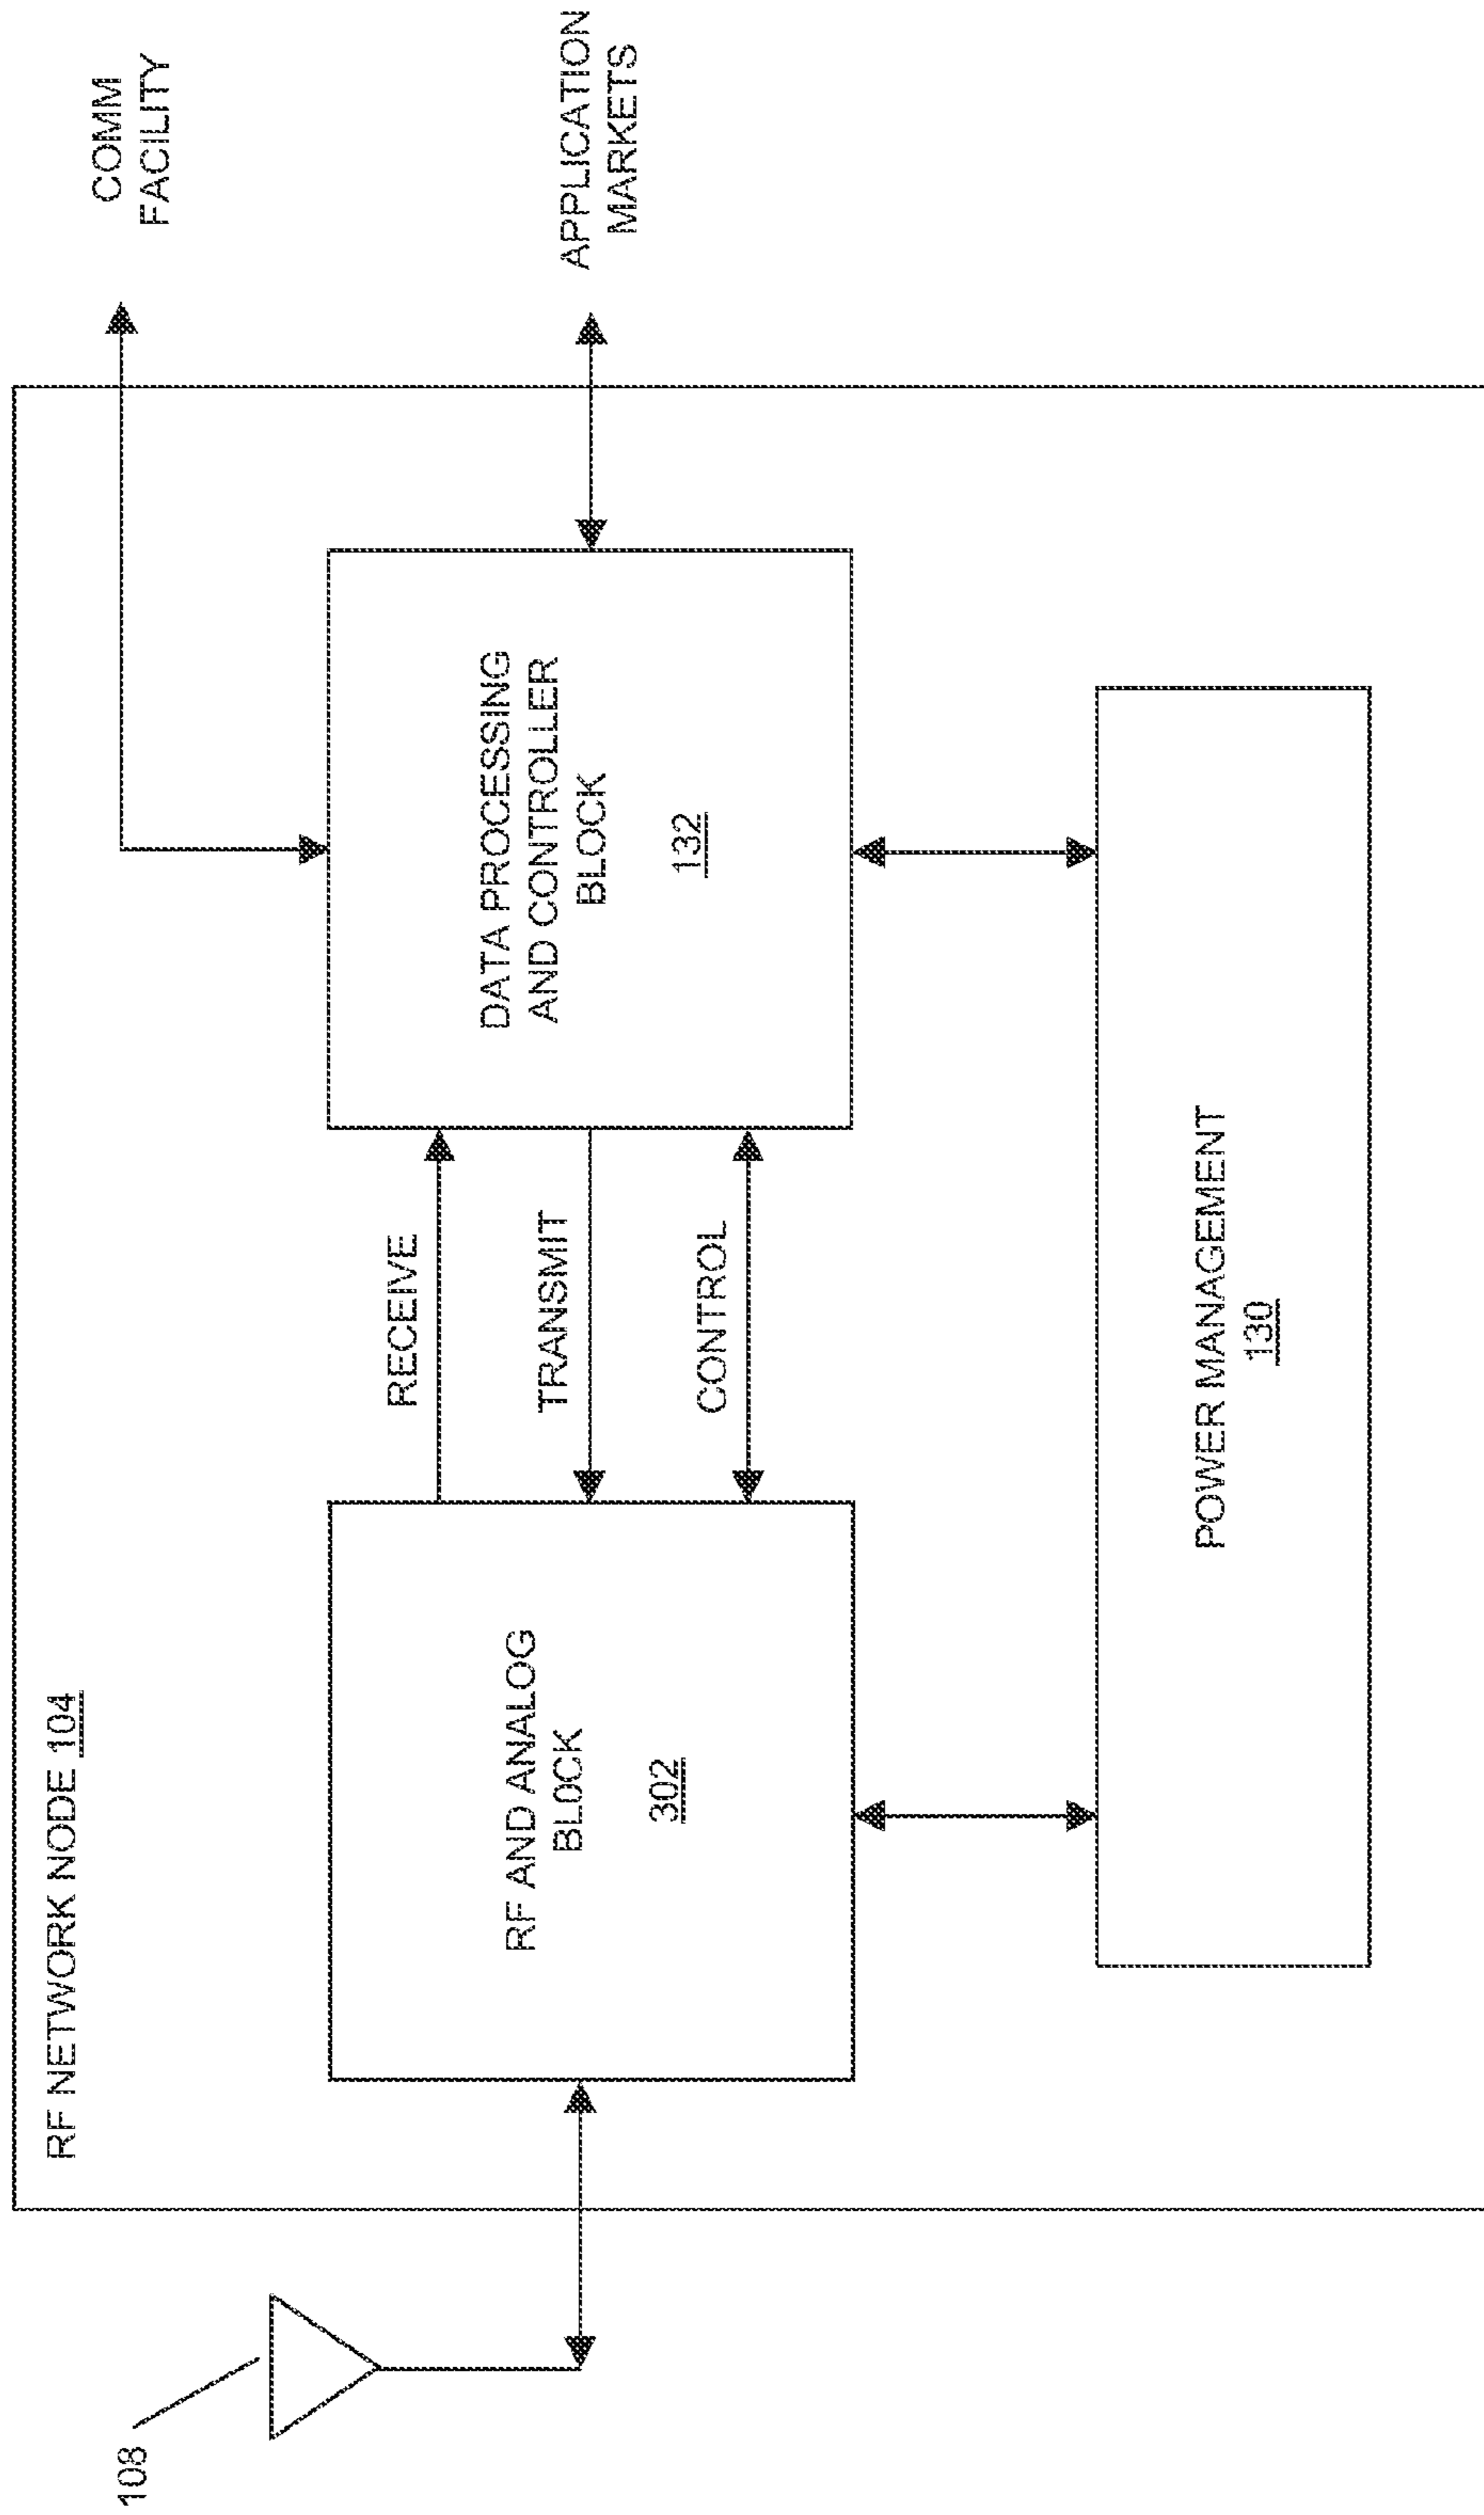 RF NETWORK NODE 104
COMM
FACILITY
108
RF AND ANALOG
BLOCK
302
RECEIVE
TRANSMIT
CONTROL
DATA PROCESSING
AND CONTROLLER
BLOCK
132
APPLICATION
MARKETS
POWER MANAGEMENT
130